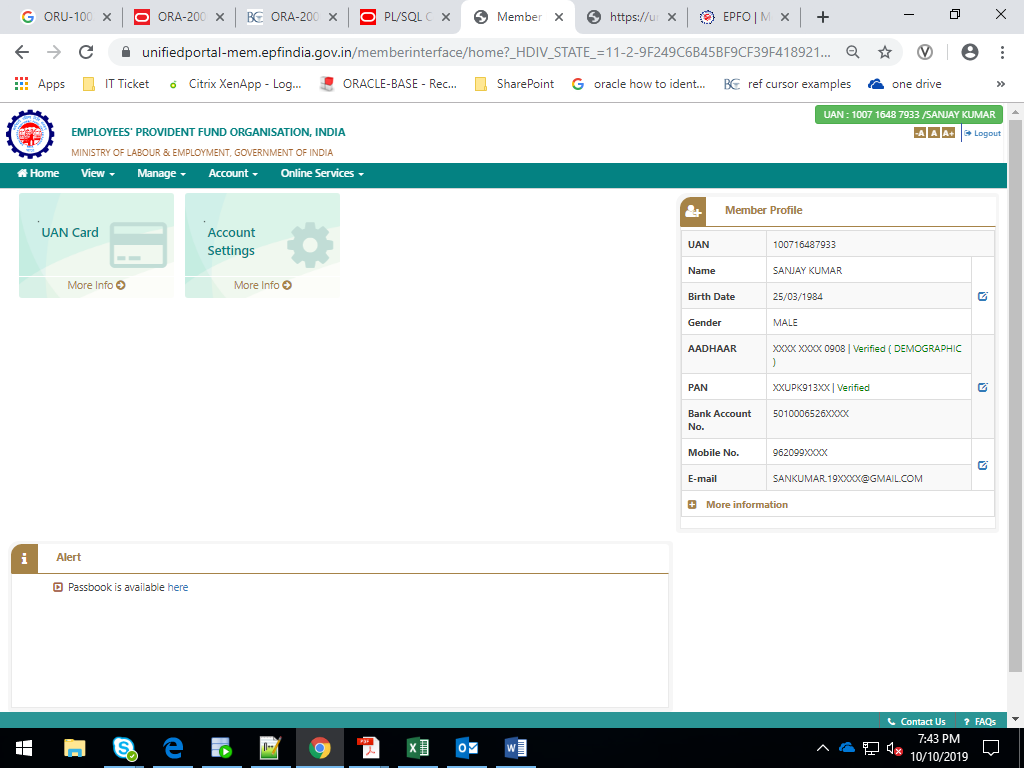 ORU-100
ORA-200
ORA-200
PL/SQL C
Member
https://u
EPFO | M
unifiedportal-mem.epfindia.gov.in/memberinterface/home?_HDIV_STATE_=11-2-9F249C6B45BF9CF39F418921...
Apps
IT Ticket
Citrix XenApp - Log...
ORACLE-BASE - Rec...
SharePoint
oracle how to ident...
ref cursor examples
one drive
»
EMPLOYEES' PROVIDENT FUND ORGANISATION, INDIA
MINISTRY OF LABOUR & EMPLOYMENT, GOVERNMENT OF INDIA
UAN : 1007 1648 7933 /SANJAY KUMAR
-A A A+ Logout
Home View Manage Account Online Services
UAN Card
More Info
Account
Settings
More Info
Member Profile
UAN 100716487933
Name SANJAY KUMAR
Birth Date 25/03/1984
Gender MALE
AADHAAR XXXX XXXX 0908 | Verified ( DEMOGRAPHIC
)
PAN XXUPK913XX | Verified
Bank Account 5010006526XXXX
No.
Mobile No. 962099XXXX
E-mail SANKUMAR.19XXXX@GMAIL.COM
More information
Alert
Passbook is available here
Contact Us ? FAQs
7:43 PM
10/10/2019